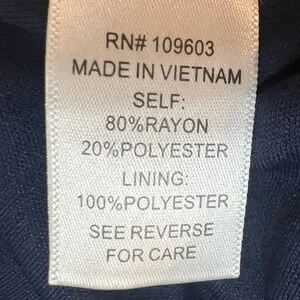 RN# 109603
MADE IN VIETNAM
SELF:
80%RAYON
20%POLYESTER
LINING:
100%POLYESTER
SEE REVERSE
FOR CARE